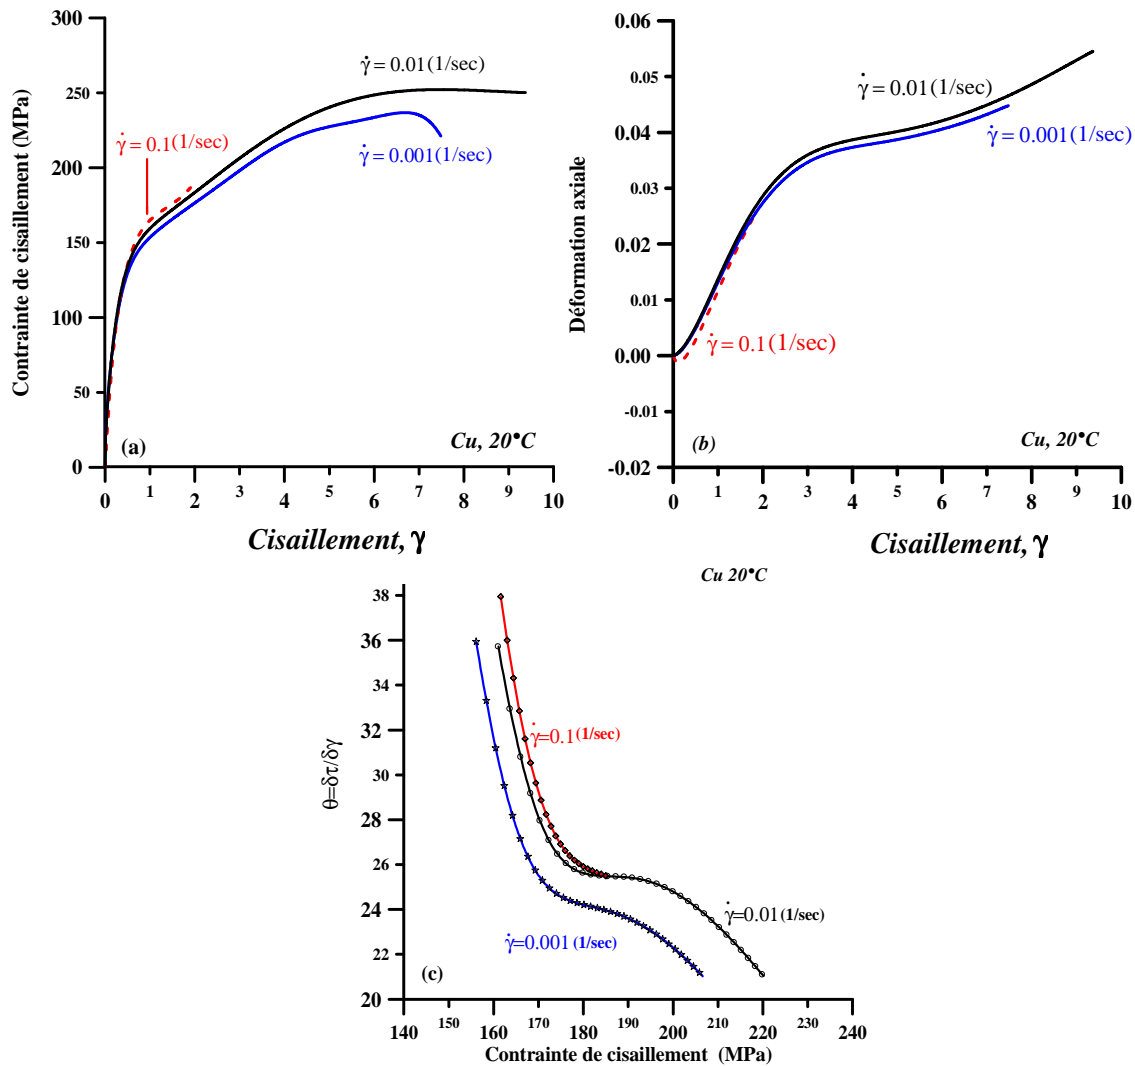 300
250
200
150
100
50
0
Contrainte de cisaillement (MPa)
γ̇ = 0.01 (1/sec)
γ̇ = 0.1 (1/sec)
γ̇ = 0.001 (1/sec)
(a)
Cu, 20•C
0 1 2 3 4 5 6 7 8 9 10
Cisaillement, γ
0.06
0.05
0.04
0.03
0.02
0.01
0.00
-0.01
-0.02
Déformation axiale
γ̇ = 0.01 (1/sec)
γ̇ = 0.001 (1/sec)
γ̇ = 0.1 (1/sec)
(b)
Cu, 20•C
0 1 2 3 4 5 6 7 8 9 10
Cisaillement, γ
Cu 20•C
38
36
34
32
30
28
26
24
22
20
θ=δτ/δγ
γ̇=0.1 (1/sec)
γ̇=0.01 (1/sec)
γ̇=0.001 (1/sec)
(c)
140 150 160 170 180 190 200 210 220 230 240
Contrainte de cisaillement (MPa)